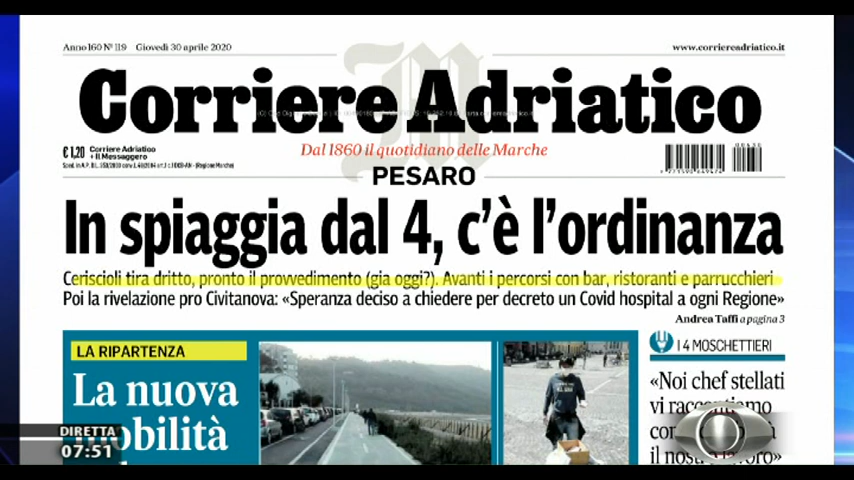 Anno 160 N° 119 Giovedì 30 aprile 2020
www.corriereadriatico.it
Corriere Adriatico
€ 1,20 Corriere Adriatico
+ Il Messaggero
Dal 1860 il quotidiano delle Marche
PESARO
In spiaggia dal 4, c'è l'ordinanza
Ceriscioli tira dritto, pronto il provvedimento (gia oggi?). Avanti i percorsi con bar, ristoranti e parrucchieri
Poi la rivelazione pro Civitanova: «Speranza deciso a chiedere per decreto un Covid hospital a ogni Regione»
Andrea Taffi a pagina 3
LA RIPARTENZA
La nuova
mobilità
I 4 MOSCHETTIERI
«Noi chef stellati
vi raccontiamo
il nostro lavoro»
DIRETTA
07:51